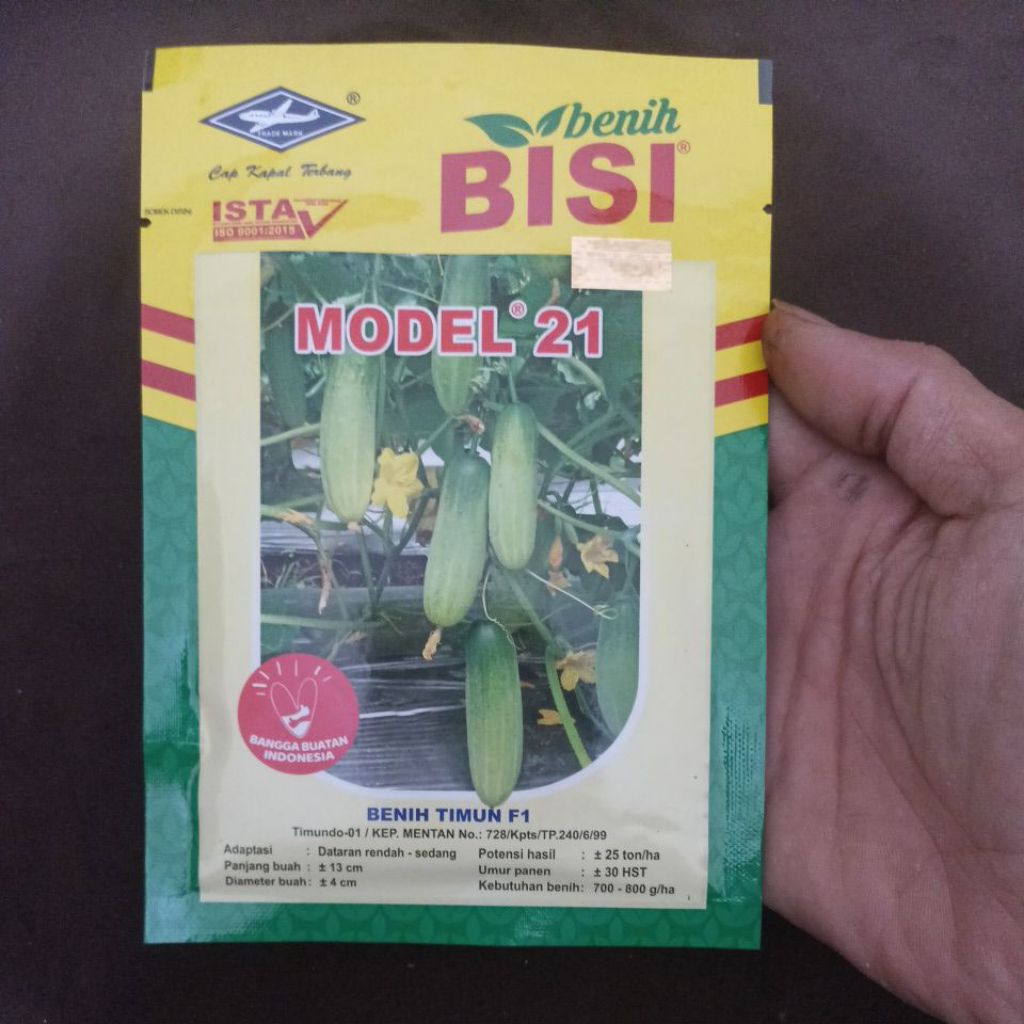 ®
TRADE MARK
Cap Kapal Terbang
benih
BISI®
ISTA
ISO 9001:2015
MODEL® 21
BANGGA BUATAN
INDONESIA
BENIH TIMUN F1
Timundo-01 / KEP. MENTAN No.: 728/Kpts/TP.240/6/99
Adaptasi : Dataran rendah - sedang
Panjang buah : ± 13 cm
Diameter buah : ± 4 cm
Potensi hasil : ± 25 ton/ha
Umur panen : ± 30 HST
Kebutuhan benih: 700 - 800 g/ha